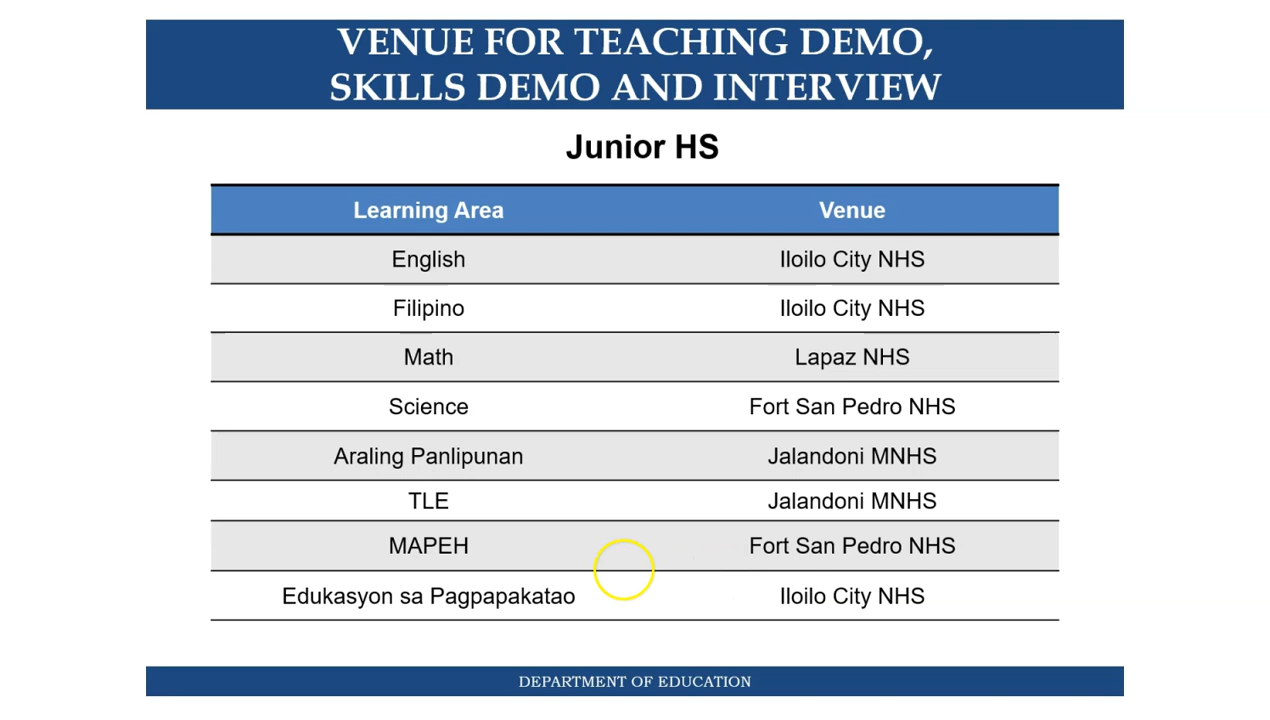 VENUE FOR TEACHING DEMO,
SKILLS DEMO AND INTERVIEW
Junior HS
Learning Area Venue
English Iloilo City NHS
Filipino Iloilo City NHS
Math Lapaz NHS
Science Fort San Pedro NHS
Araling Panlipunan Jalandoni MNHS
TLE Jalandoni MNHS
MAPEH Fort San Pedro NHS
Edukasyon sa Pagpapakatao Iloilo City NHS
DEPARTMENT OF EDUCATION